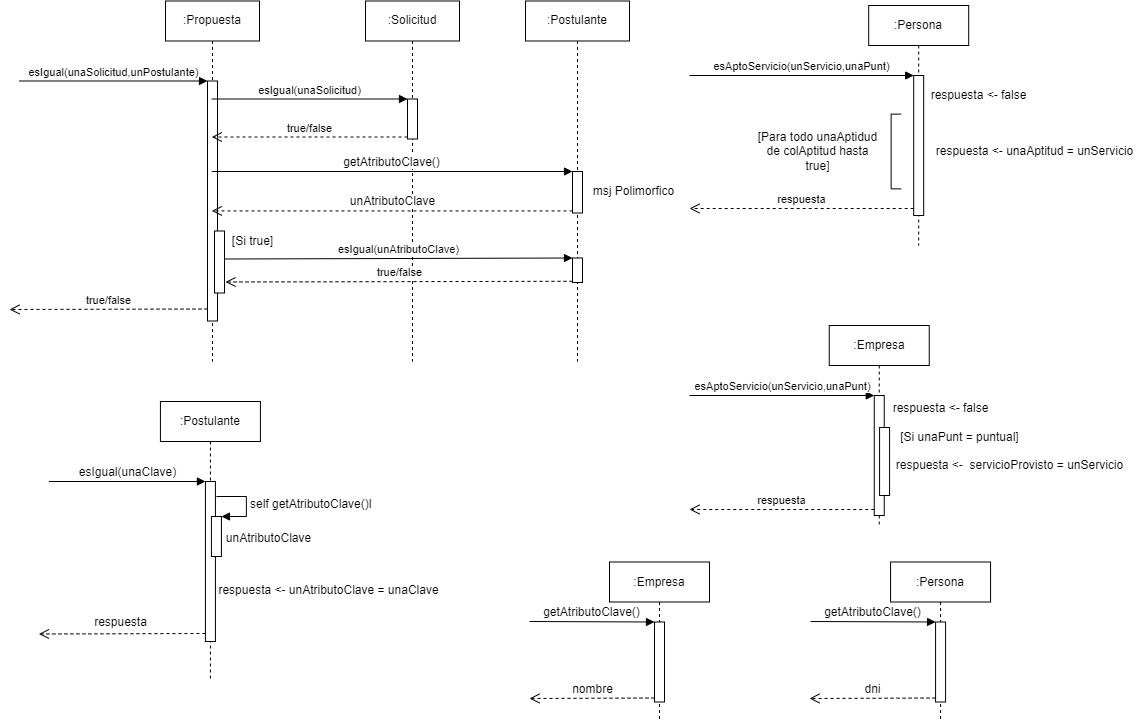 :Propuesta
:Solicitud
:Postulante
esIgual(unaSolicitud,unPostulante)
esIgual(unaSolicitud)
true/false
getAtributoClave()
msj Polimorfico
unAtributoClave
[Si true]
esIgual(unAtributoClave)
true/false
true/false
:Persona
esAptoServicio(unServicio,unaPunt)
respuesta <- false
[Para todo unaAptidud
de colAptitud hasta
true]
respuesta <- unaAptitud = unServicio
respuesta
:Empresa
esAptoServicio(unServicio,unaPunt)
respuesta <- false
[Si unaPunt = puntual]
respuesta <- servicioProvisto = unServicio
respuesta
:Postulante
esIgual(unaClave)
self getAtributoClave()l
unAtributoClave
respuesta <- unAtributoClave = unaClave
respuesta
:Empresa
getAtributoClave()
nombre
:Persona
getAtributoClave()
dni